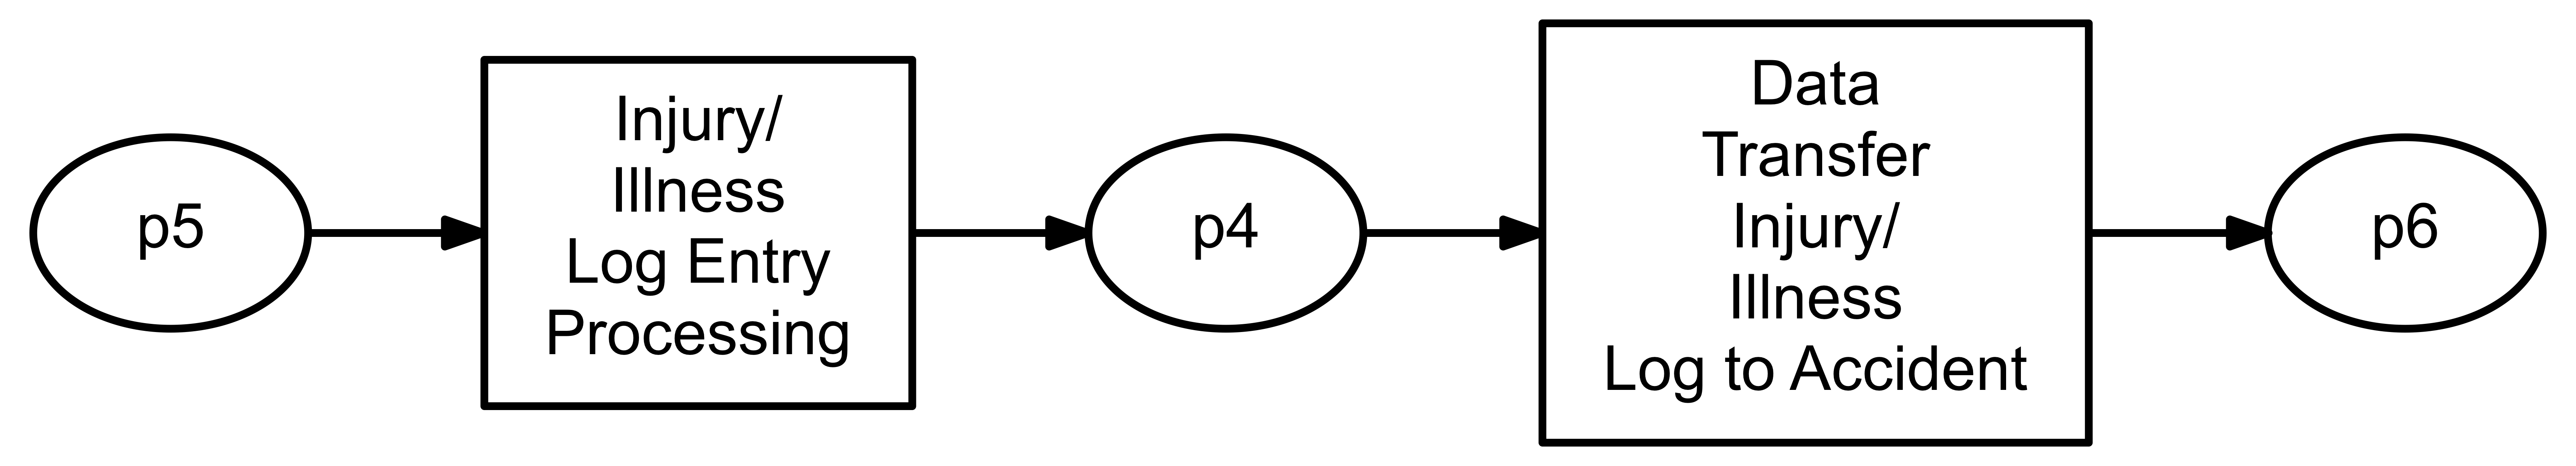 p5
Injury/
Illness
Log Entry
Processing
p4
Data
Transfer
Injury/
Illness
Log to Accident
p6